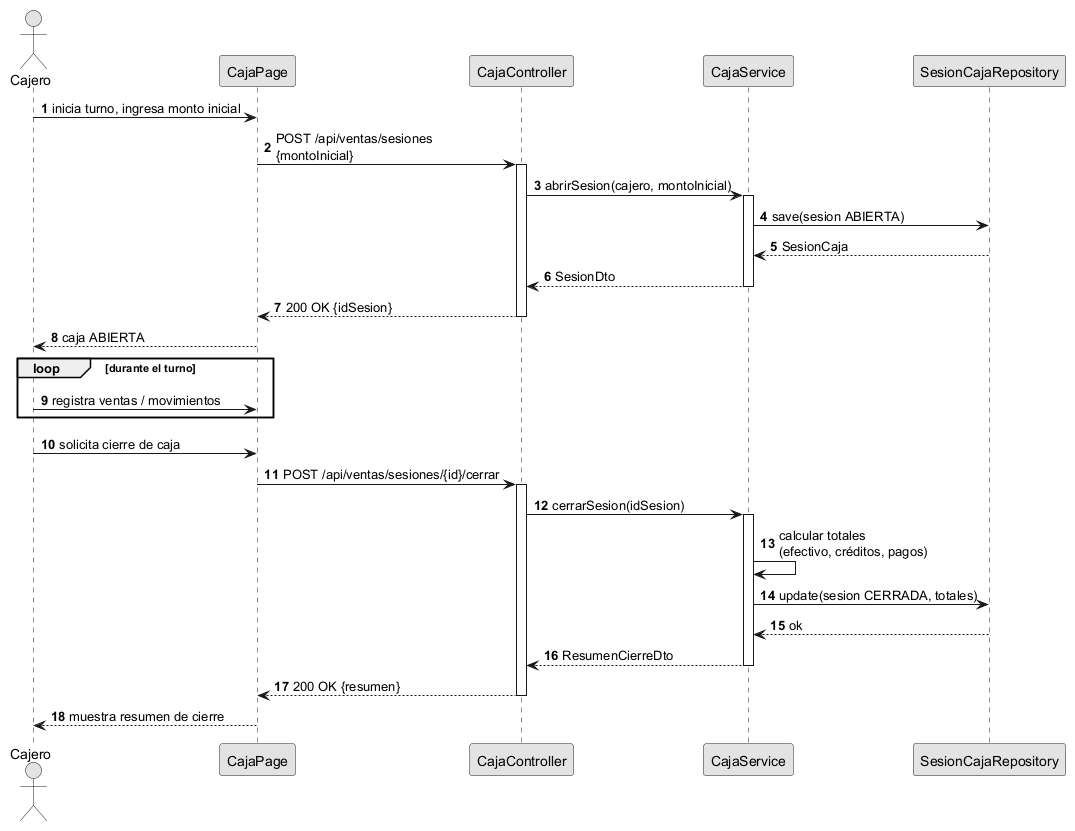 Cajero
CajaPage
CajaController
CajaService
SesionCajaRepository
1 inicia turno, ingresa monto inicial
2 POST /api/ventas/sesiones
{montoInicial}
3 abrirSesion(cajero, montoInicial)
4 save(sesion ABIERTA)
5 SesionCaja
6 SesionDto
7 200 OK {idSesion}
8 caja ABIERTA
loop [durante el turno]
9 registra ventas / movimientos
10 solicita cierre de caja
11 POST /api/ventas/sesiones/{id}/cerrar
12 cerrarSesion(idSesion)
13 calcular totales
(efectivo, créditos, pagos)
14 update(sesion CERRADA, totales)
15 ok
16 ResumenCierreDto
17 200 OK {resumen}
18 muestra resumen de cierre
Cajero
CajaPage
CajaController
CajaService
SesionCajaRepository